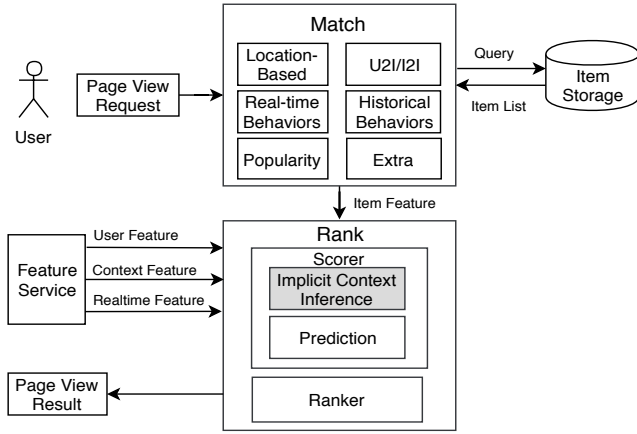 Match
Location-
Based
U2I/I2I
Real-time
Behaviors
Historical
Behaviors
Popularity
Extra
Page View
Request
User
Query
Item List
Item
Storage
Item Feature
Rank
Scorer
Implicit Context
Inference
Prediction
Ranker
Feature
Service
User Feature
Context Feature
Realtime Feature
Page View
Result